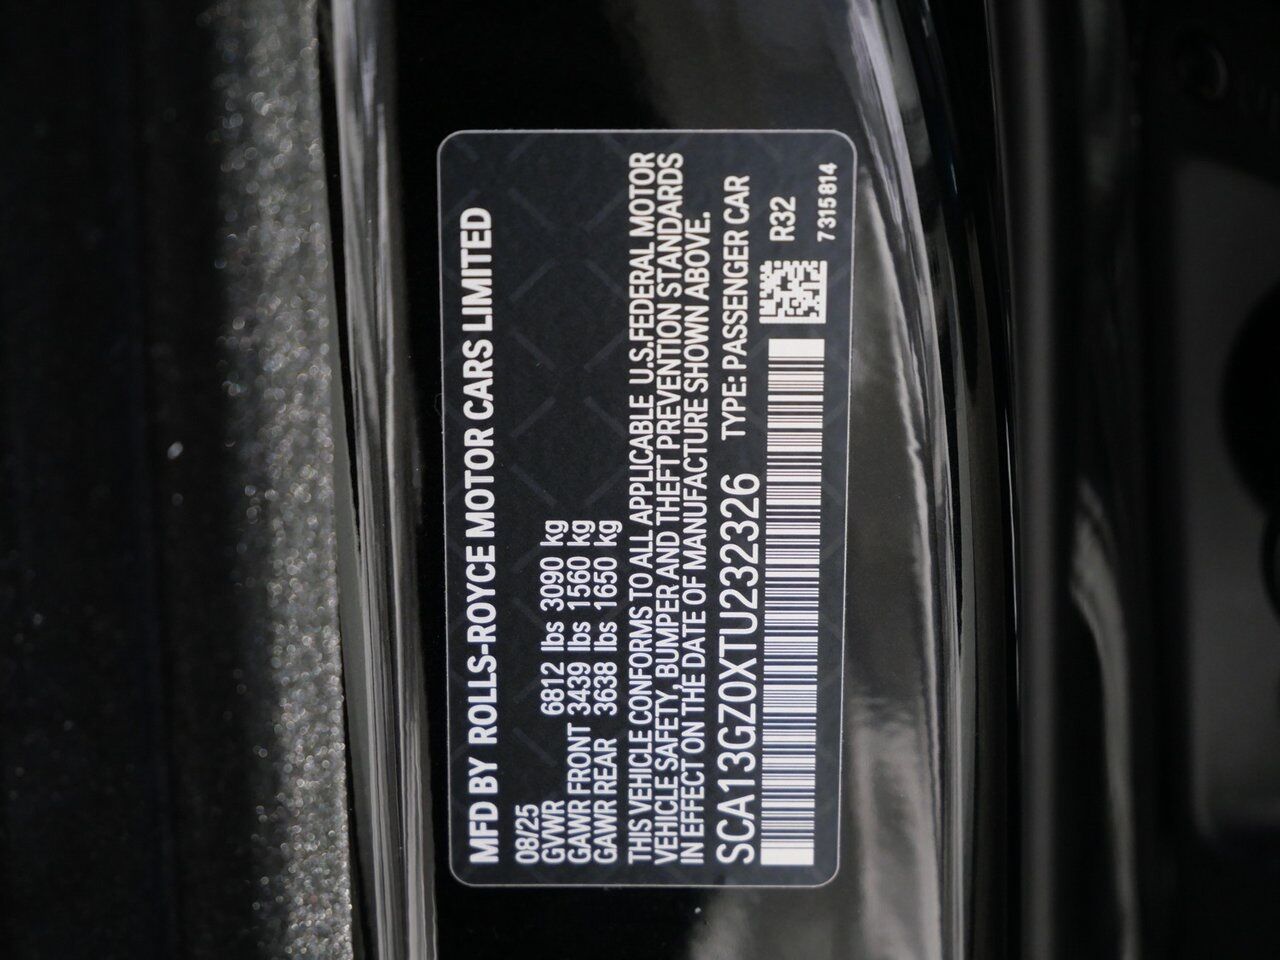 MFD BY ROLLS-ROYCE MOTOR CARS LIMITED
08/25
GVWR 6812 lbs 3090 kg
GAWR FRONT 3439 lbs 1560 kg
GAWR REAR 3638 lbs 1650 kg
THIS VEHICLE CONFORMS TO ALL APPLICABLE U.S.FEDERAL MOTOR
VEHICLE SAFETY, BUMPER AND THEFT PREVENTION STANDARDS
IN EFFECT ON THE DATE OF MANUFACTURE SHOWN ABOVE.
SCA13GZ0XTU232326 TYPE: PASSENGER CAR
R32
7315814